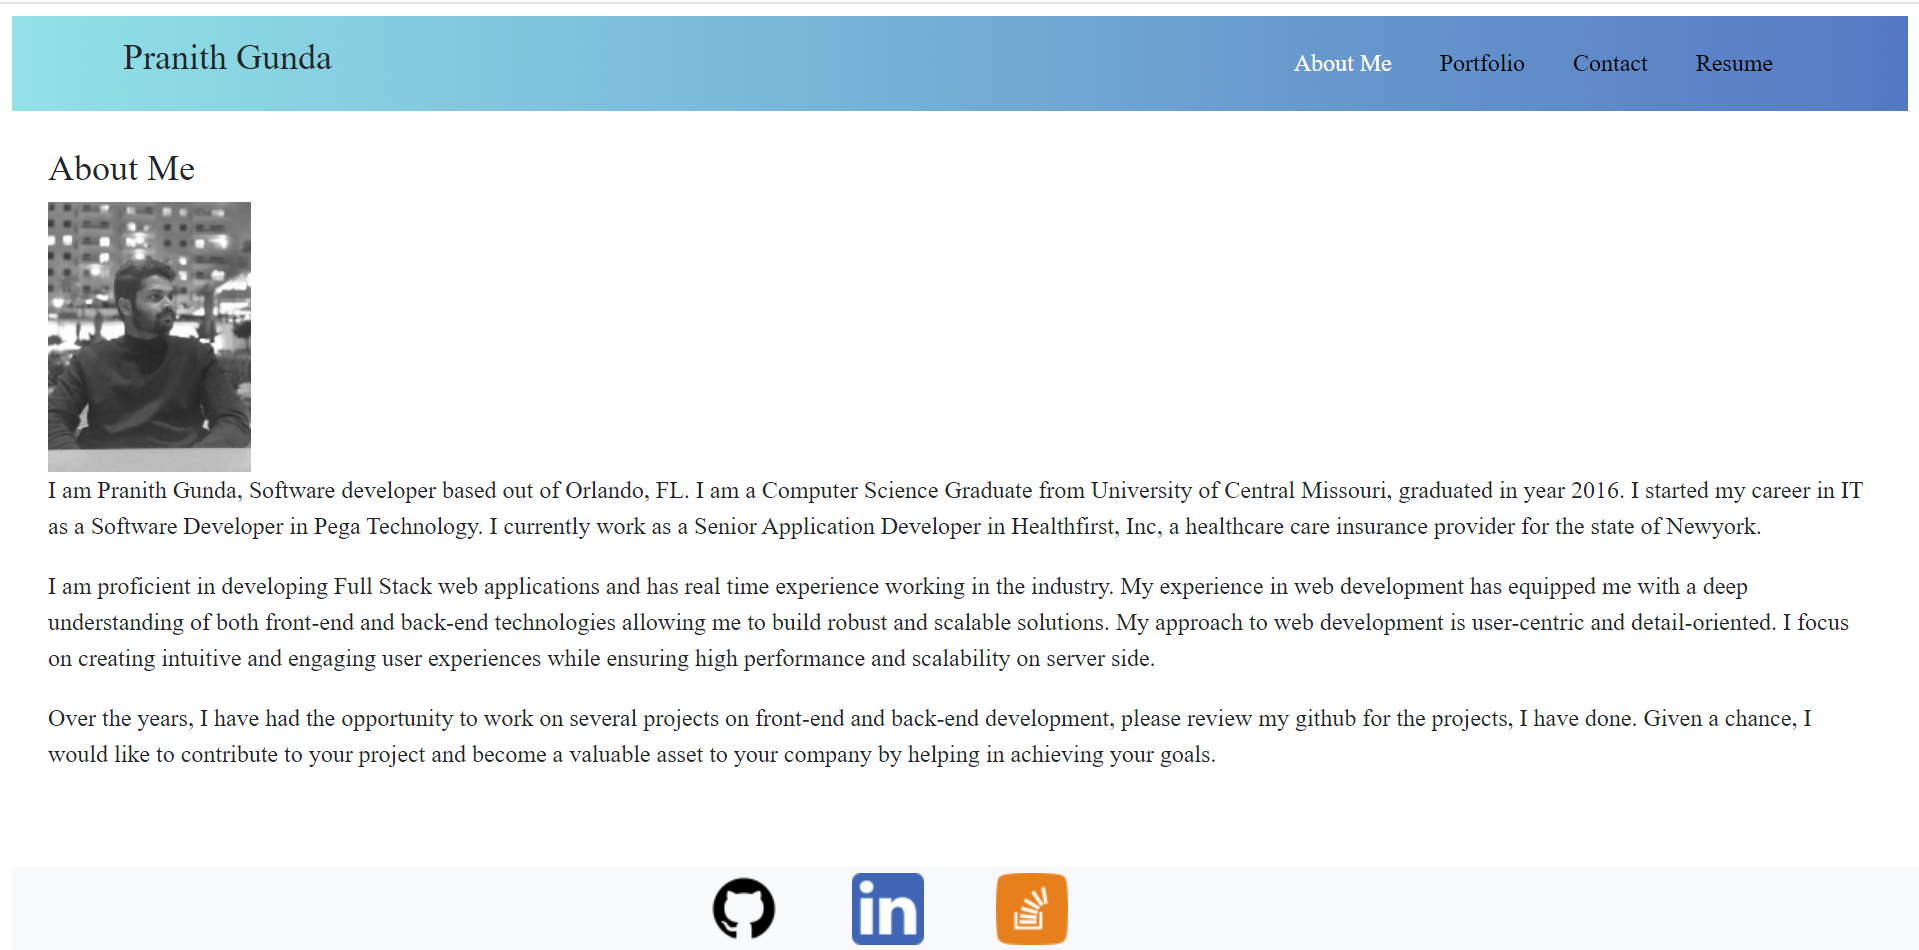 Pranith Gunda
About Me Portfolio Contact Resume
About Me
I am Pranith Gunda, Software developer based out of Orlando, FL. I am a Computer Science Graduate from University of Central Missouri, graduated in year 2016. I started my career in IT
as a Software Developer in Pega Technology. I currently work as a Senior Application Developer in Healthfirst, Inc, a healthcare care insurance provider for the state of Newyork.
I am proficient in developing Full Stack web applications and has real time experience working in the industry. My experience in web development has equipped me with a deep
understanding of both front-end and back-end technologies allowing me to build robust and scalable solutions. My approach to web development is user-centric and detail-oriented. I focus
on creating intuitive and engaging user experiences while ensuring high performance and scalability on server side.
Over the years, I have had the opportunity to work on several projects on front-end and back-end development, please review my github for the projects, I have done. Given a chance, I
would like to contribute to your project and become a valuable asset to your company by helping in achieving your goals.
in